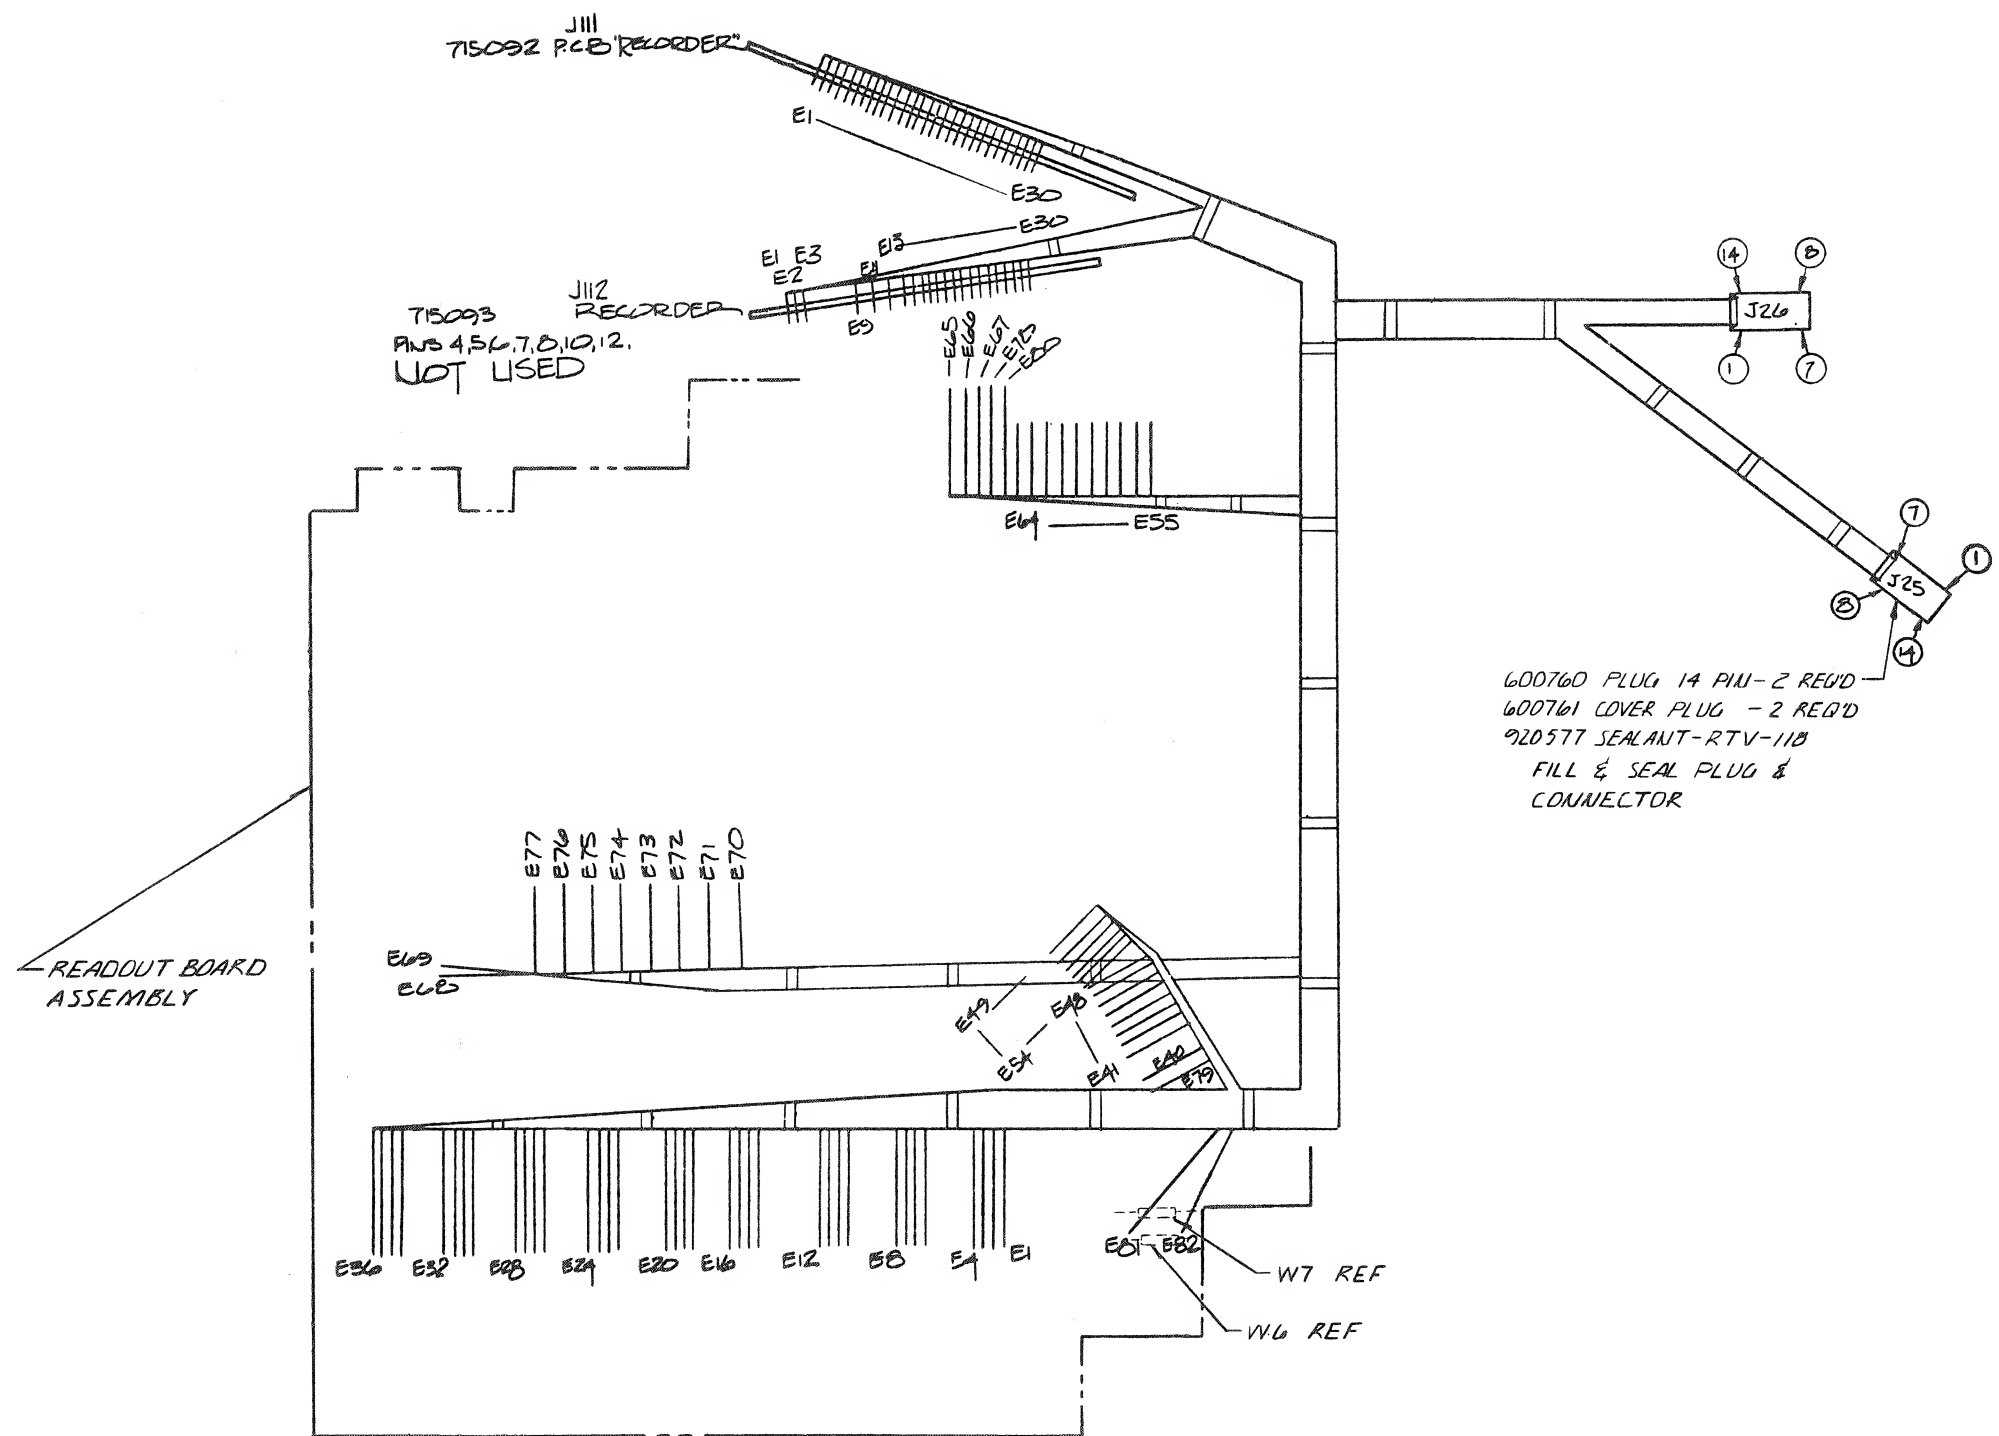 J111
715092 P.C.B "RECORDER"
E1
E30
E30
E13
E1 E3
E2
E11
E9
J112
RECORDER
715093
PINS 4,5,6,7,8,10,12.
NOT USED
E65
E66
E67
E78
E80
E64 E55
14
8
J26
1
7
7
1
J25
8
14
600760 PLUG 14 PIN - 2 REQ'D
600761 COVER PLUG - 2 REQ'D
920577 SEALANT-RTV-118
FILL & SEAL PLUG &
CONNECTOR
READOUT BOARD
ASSEMBLY
E77
E76
E75
E74
E73
E72
E71
E70
E69
E68
E49
E48
E54
E41
E40
E79
E36 E32 E28 E24 E20 E16 E12 E8 E4 E1
E81 E82
W7 REF
W6 REF